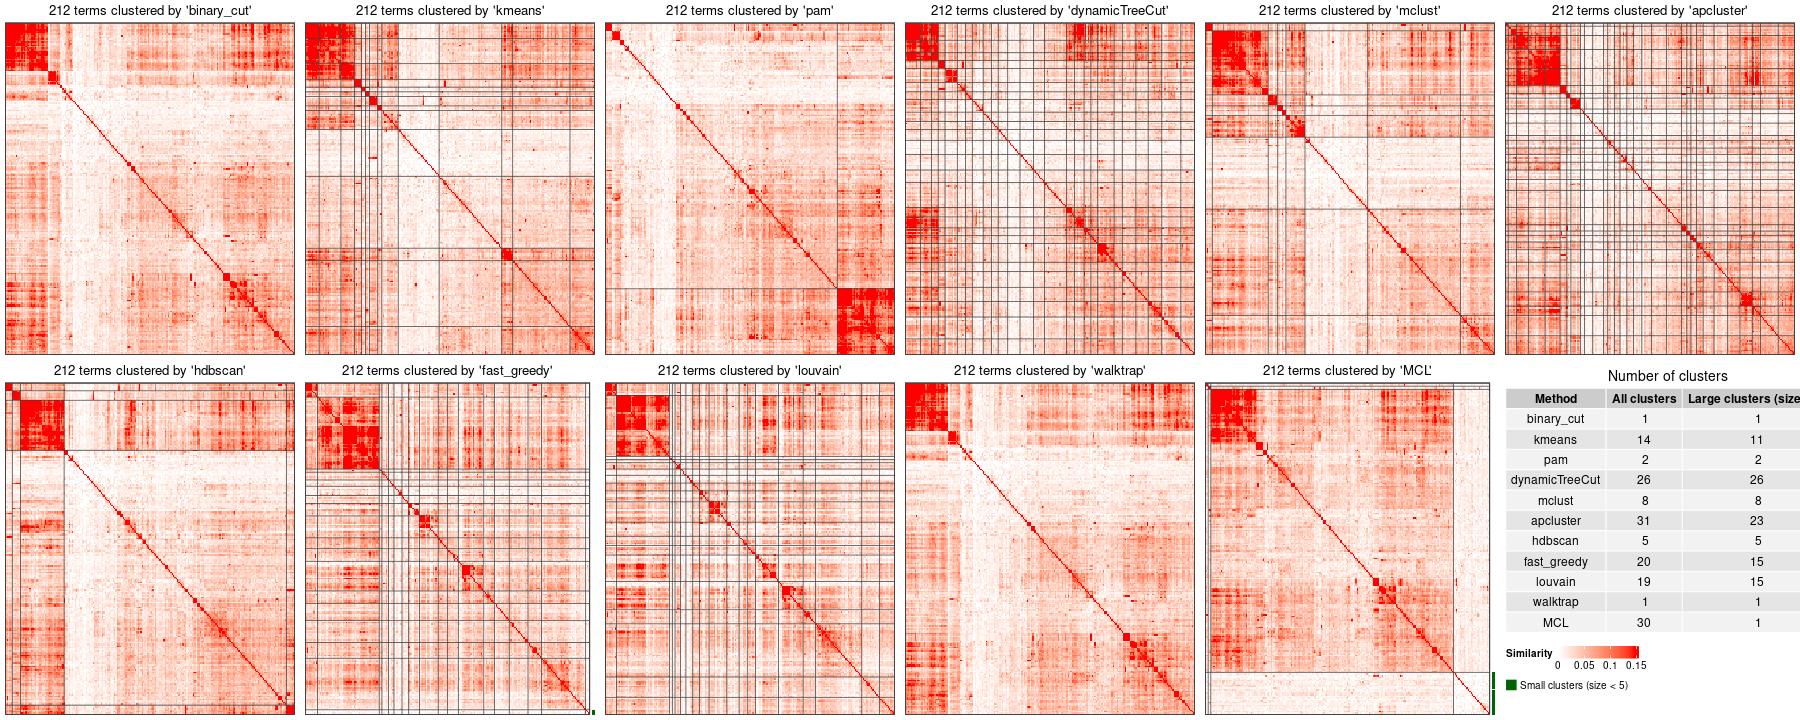 212 terms clustered by 'binary_cut'
212 terms clustered by 'kmeans'
212 terms clustered by 'pam'
212 terms clustered by 'dynamicTreeCut'
212 terms clustered by 'mclust'
212 terms clustered by 'apcluster'
212 terms clustered by 'hdbscan'
212 terms clustered by 'fast_greedy'
212 terms clustered by 'louvain'
212 terms clustered by 'walktrap'
212 terms clustered by 'MCL'
Number of clusters
Method All clusters Large clusters (size
binary_cut 1 1
kmeans 14 11
pam 2 2
dynamicTreeCut 26 26
mclust 8 8
apcluster 31 23
hdbscan 5 5
fast_greedy 20 15
louvain 19 15
walktrap 1 1
MCL 30 1
Similarity
0 0.05 0.1 0.15
Small clusters (size < 5)